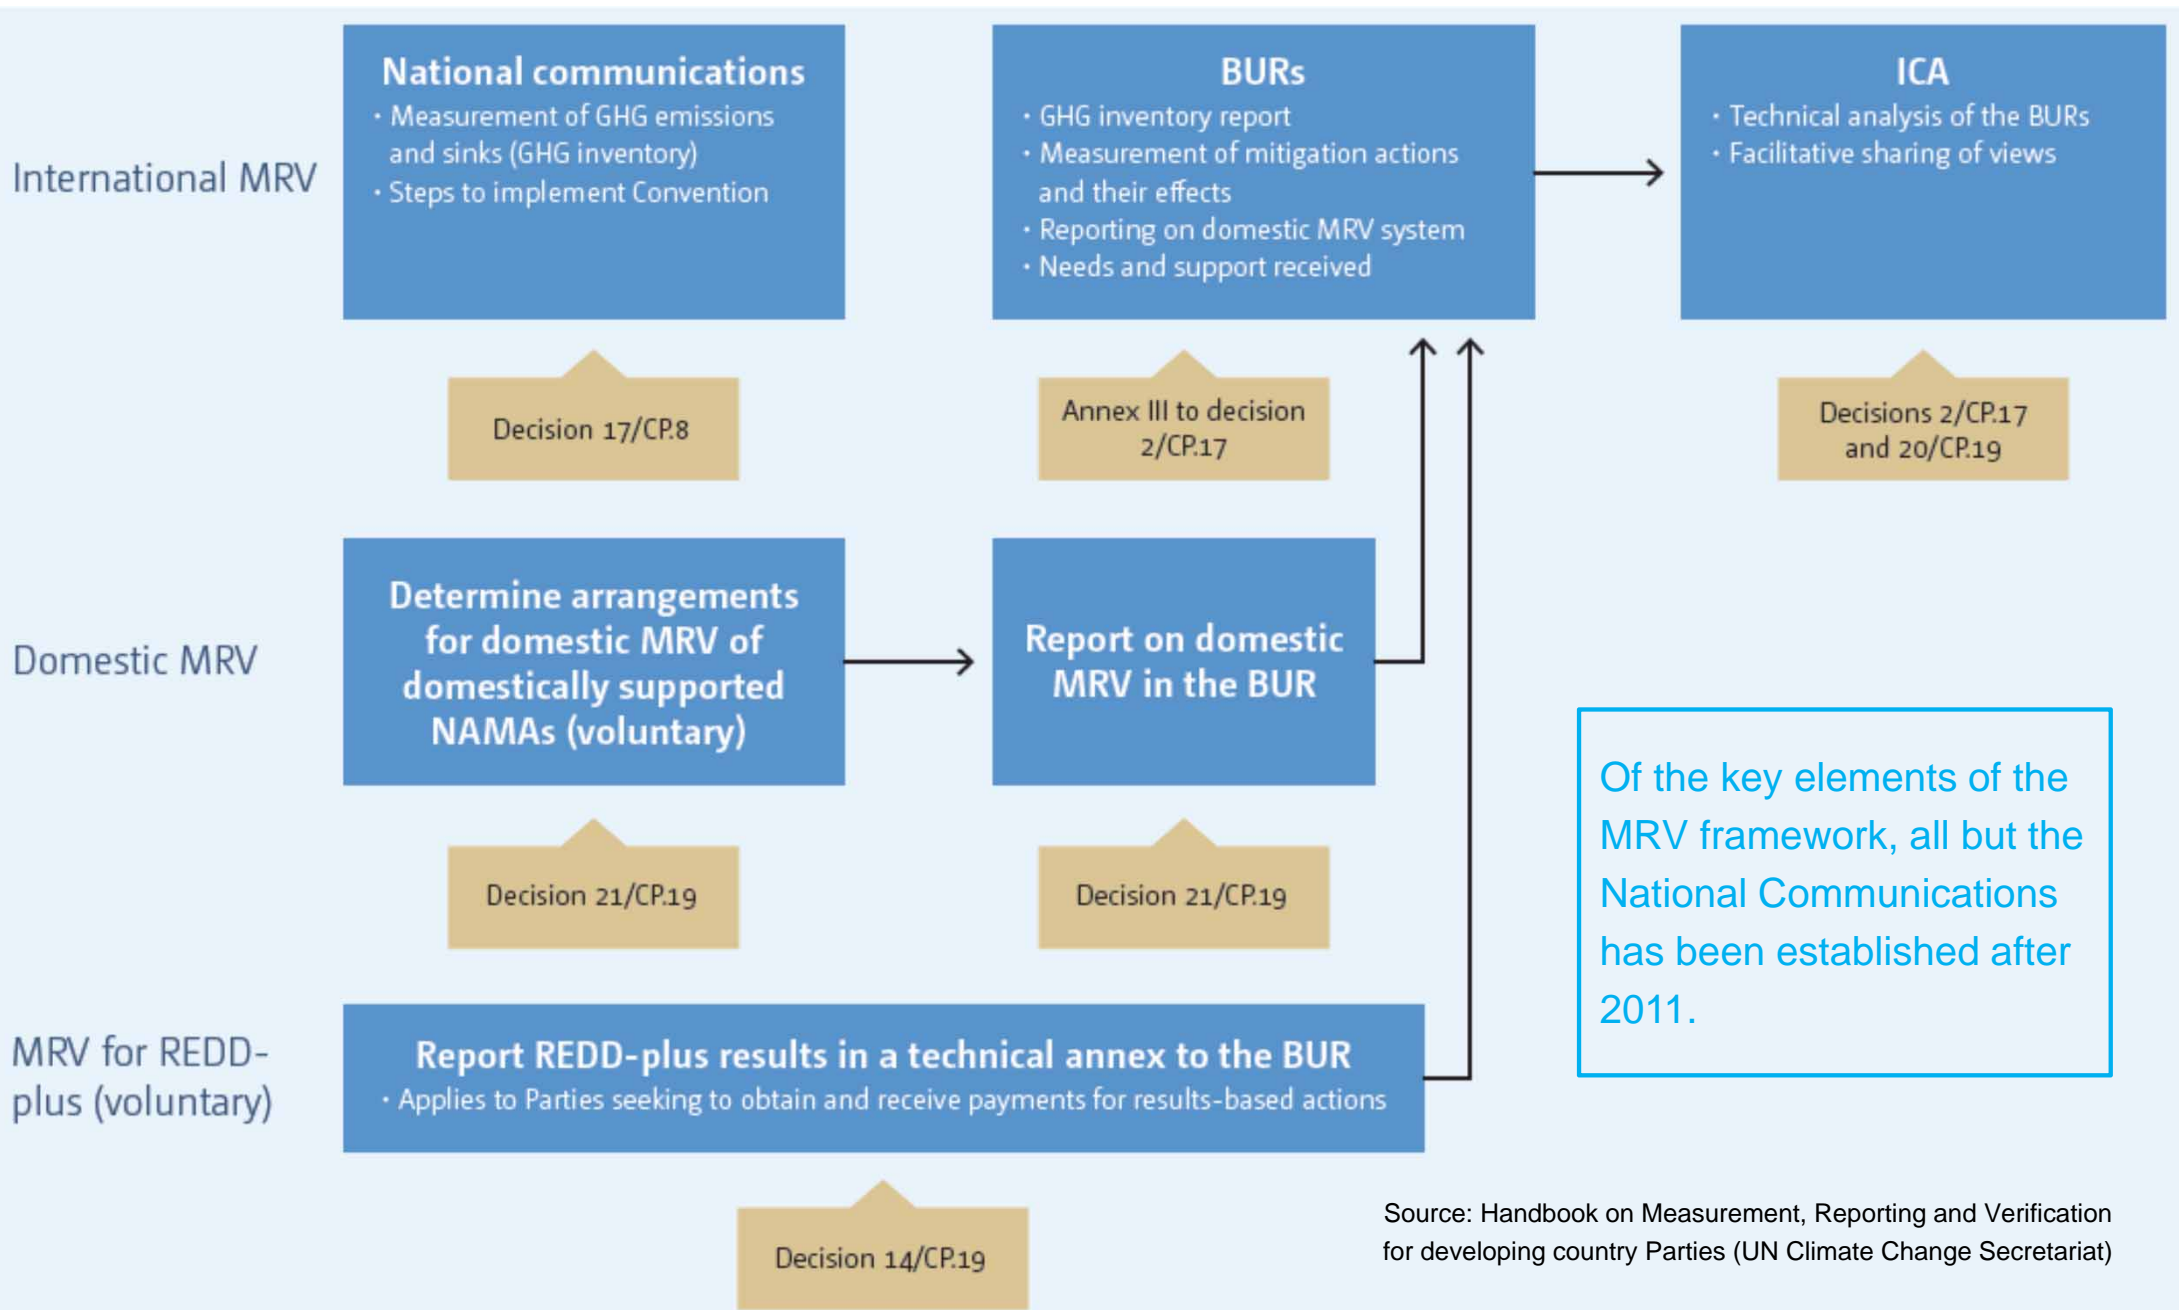 International MRV
National communications
· Measurement of GHG emissions
and sinks (GHG inventory)
· Steps to implement Convention
BURs
· GHG inventory report
· Measurement of mitigation actions
and their effects
· Reporting on domestic MRV system
· Needs and support received
ICA
· Technical analysis of the BURs
· Facilitative sharing of views
Decision 17/CP.8
Annex III to decision
2/CP.17
Decisions 2/CP.17
and 20/CP.19
Domestic MRV
Determine arrangements
for domestic MRV of
domestically supported
NAMAs (voluntary)
Report on domestic
MRV in the BUR
Decision 21/CP.19
Decision 21/CP.19
Of the key elements of the
MRV framework, all but the
National Communications
has been established after
2011.
MRV for REDD-
plus (voluntary)
Report REDD-plus results in a technical annex to the BUR
· Applies to Parties seeking to obtain and receive payments for results-based actions
Decision 14/CP.19
Source: Handbook on Measurement, Reporting and Verification
for developing country Parties (UN Climate Change Secretariat)